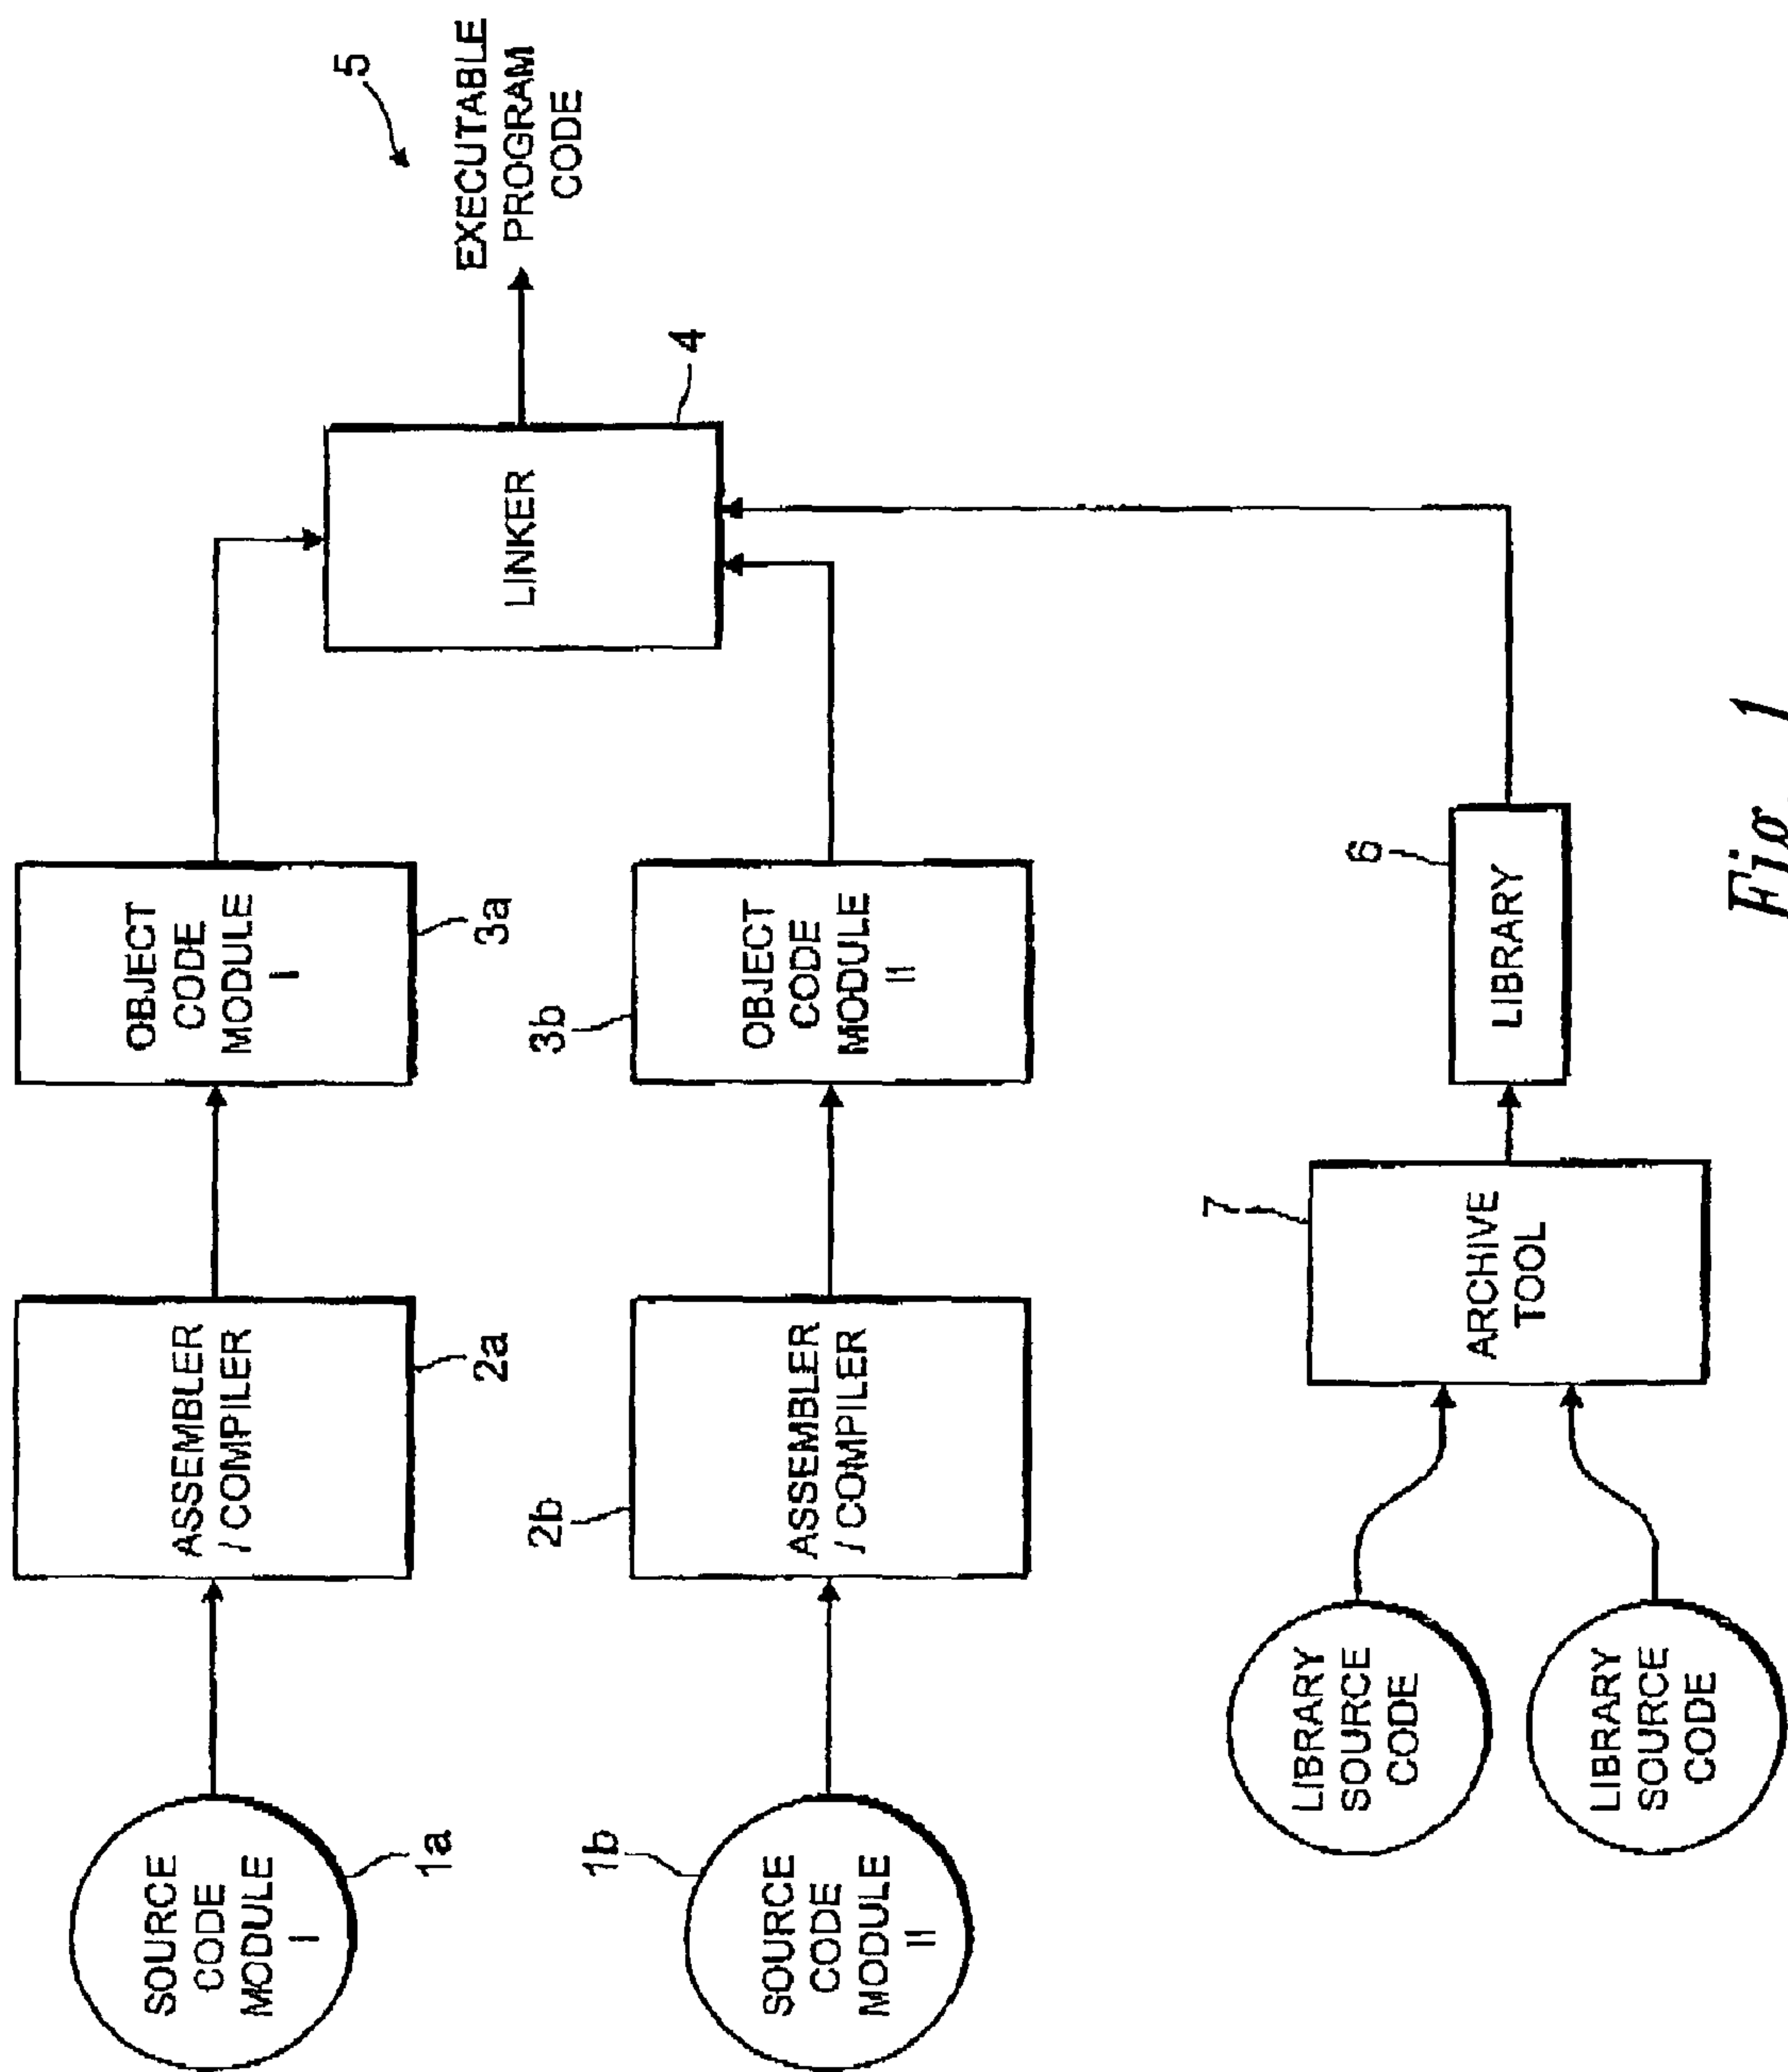 SOURCE
CODE
MODULE
I
1a
ASSEMBLER
/ COMPILER
2a
OBJECT
CODE
MODULE
I
3a
SOURCE
CODE
MODULE
II
1b
ASSEMBLER
/ COMPILER
2b
OBJECT
CODE
MODULE
II
3b
LINKER
4
EXECUTABLE
PROGRAM
CODE
5
LIBRARY
SOURCE
CODE
LIBRARY
SOURCE
CODE
ARCHIVE
TOOL
7
LIBRARY
6
Fig. 1